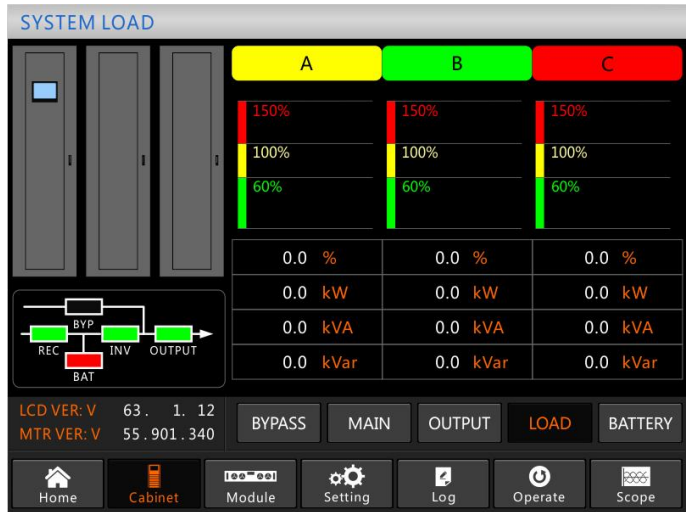 SYSTEM LOAD
A B C
150% 150% 150%
100% 100% 100%
60% 60% 60%
0.0 % 0.0 % 0.0 %
0.0 kW 0.0 kW 0.0 kW
0.0 kVA 0.0 kVA 0.0 kVA
0.0 kVar 0.0 kVar 0.0 kVar
BYP
REC INV OUTPUT
BAT
LCD VER: V 63. 1. 12
MTR VER: V 55.901.340
BYPASS MAIN OUTPUT LOAD BATTERY
Home Cabinet Module Setting Log Operate Scope